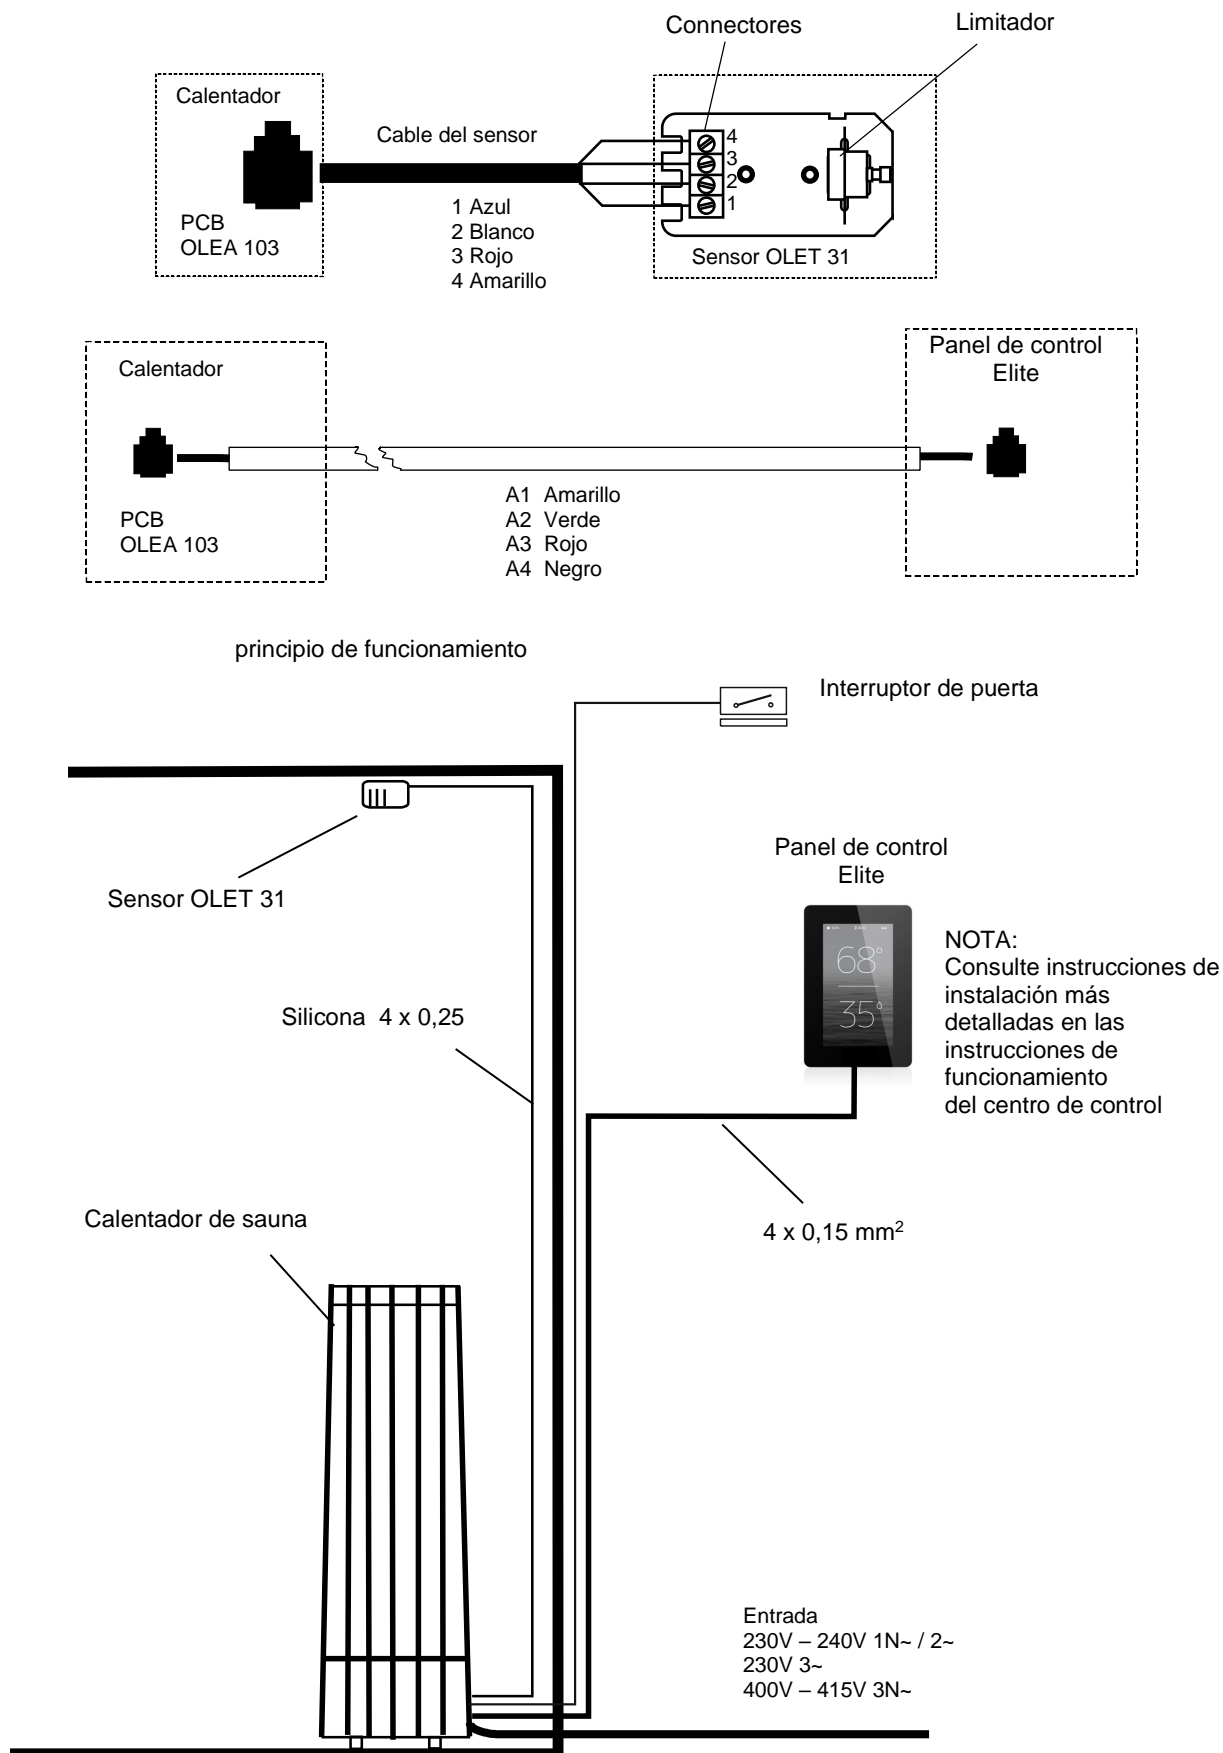 Connectores
Limitador
Calentador
Cable del sensor
4
3
2
1
1 Azul
2 Blanco
3 Rojo
4 Amarillo
PCB
OLEA 103
Sensor OLET 31
Calentador
Panel de control
Elite
A1 Amarillo
A2 Verde
A3 Rojo
A4 Negro
PCB
OLEA 103
principio de funcionamiento
Interruptor de puerta
Sensor OLET 31
Panel de control
Elite
68°
35°
NOTA:
Consulte instrucciones de
instalación más
detalladas en las
instrucciones de
funcionamiento
del centro de control
Silicona 4 x 0,25
4 x 0,15 mm²
Calentador de sauna
Entrada
230V – 240V 1N~ / 2~
230V 3~
400V – 415V 3N~